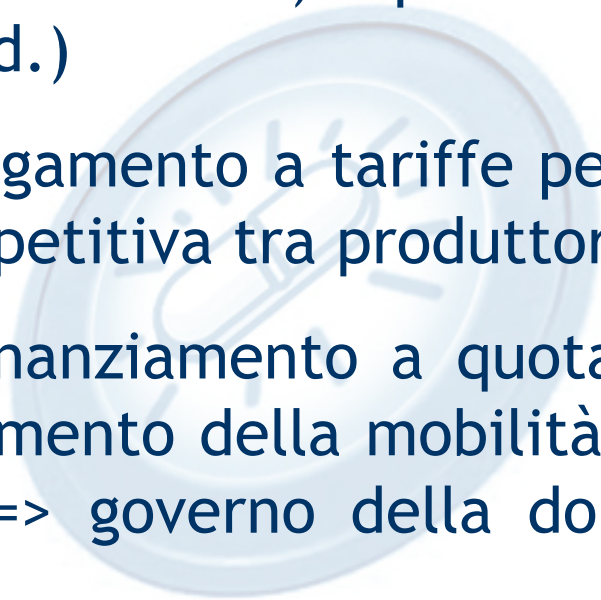 d.)
gamento a tariffe pe
petitiva tra produttor
nanziamento a quota
mento della mobilità
=> governo della do